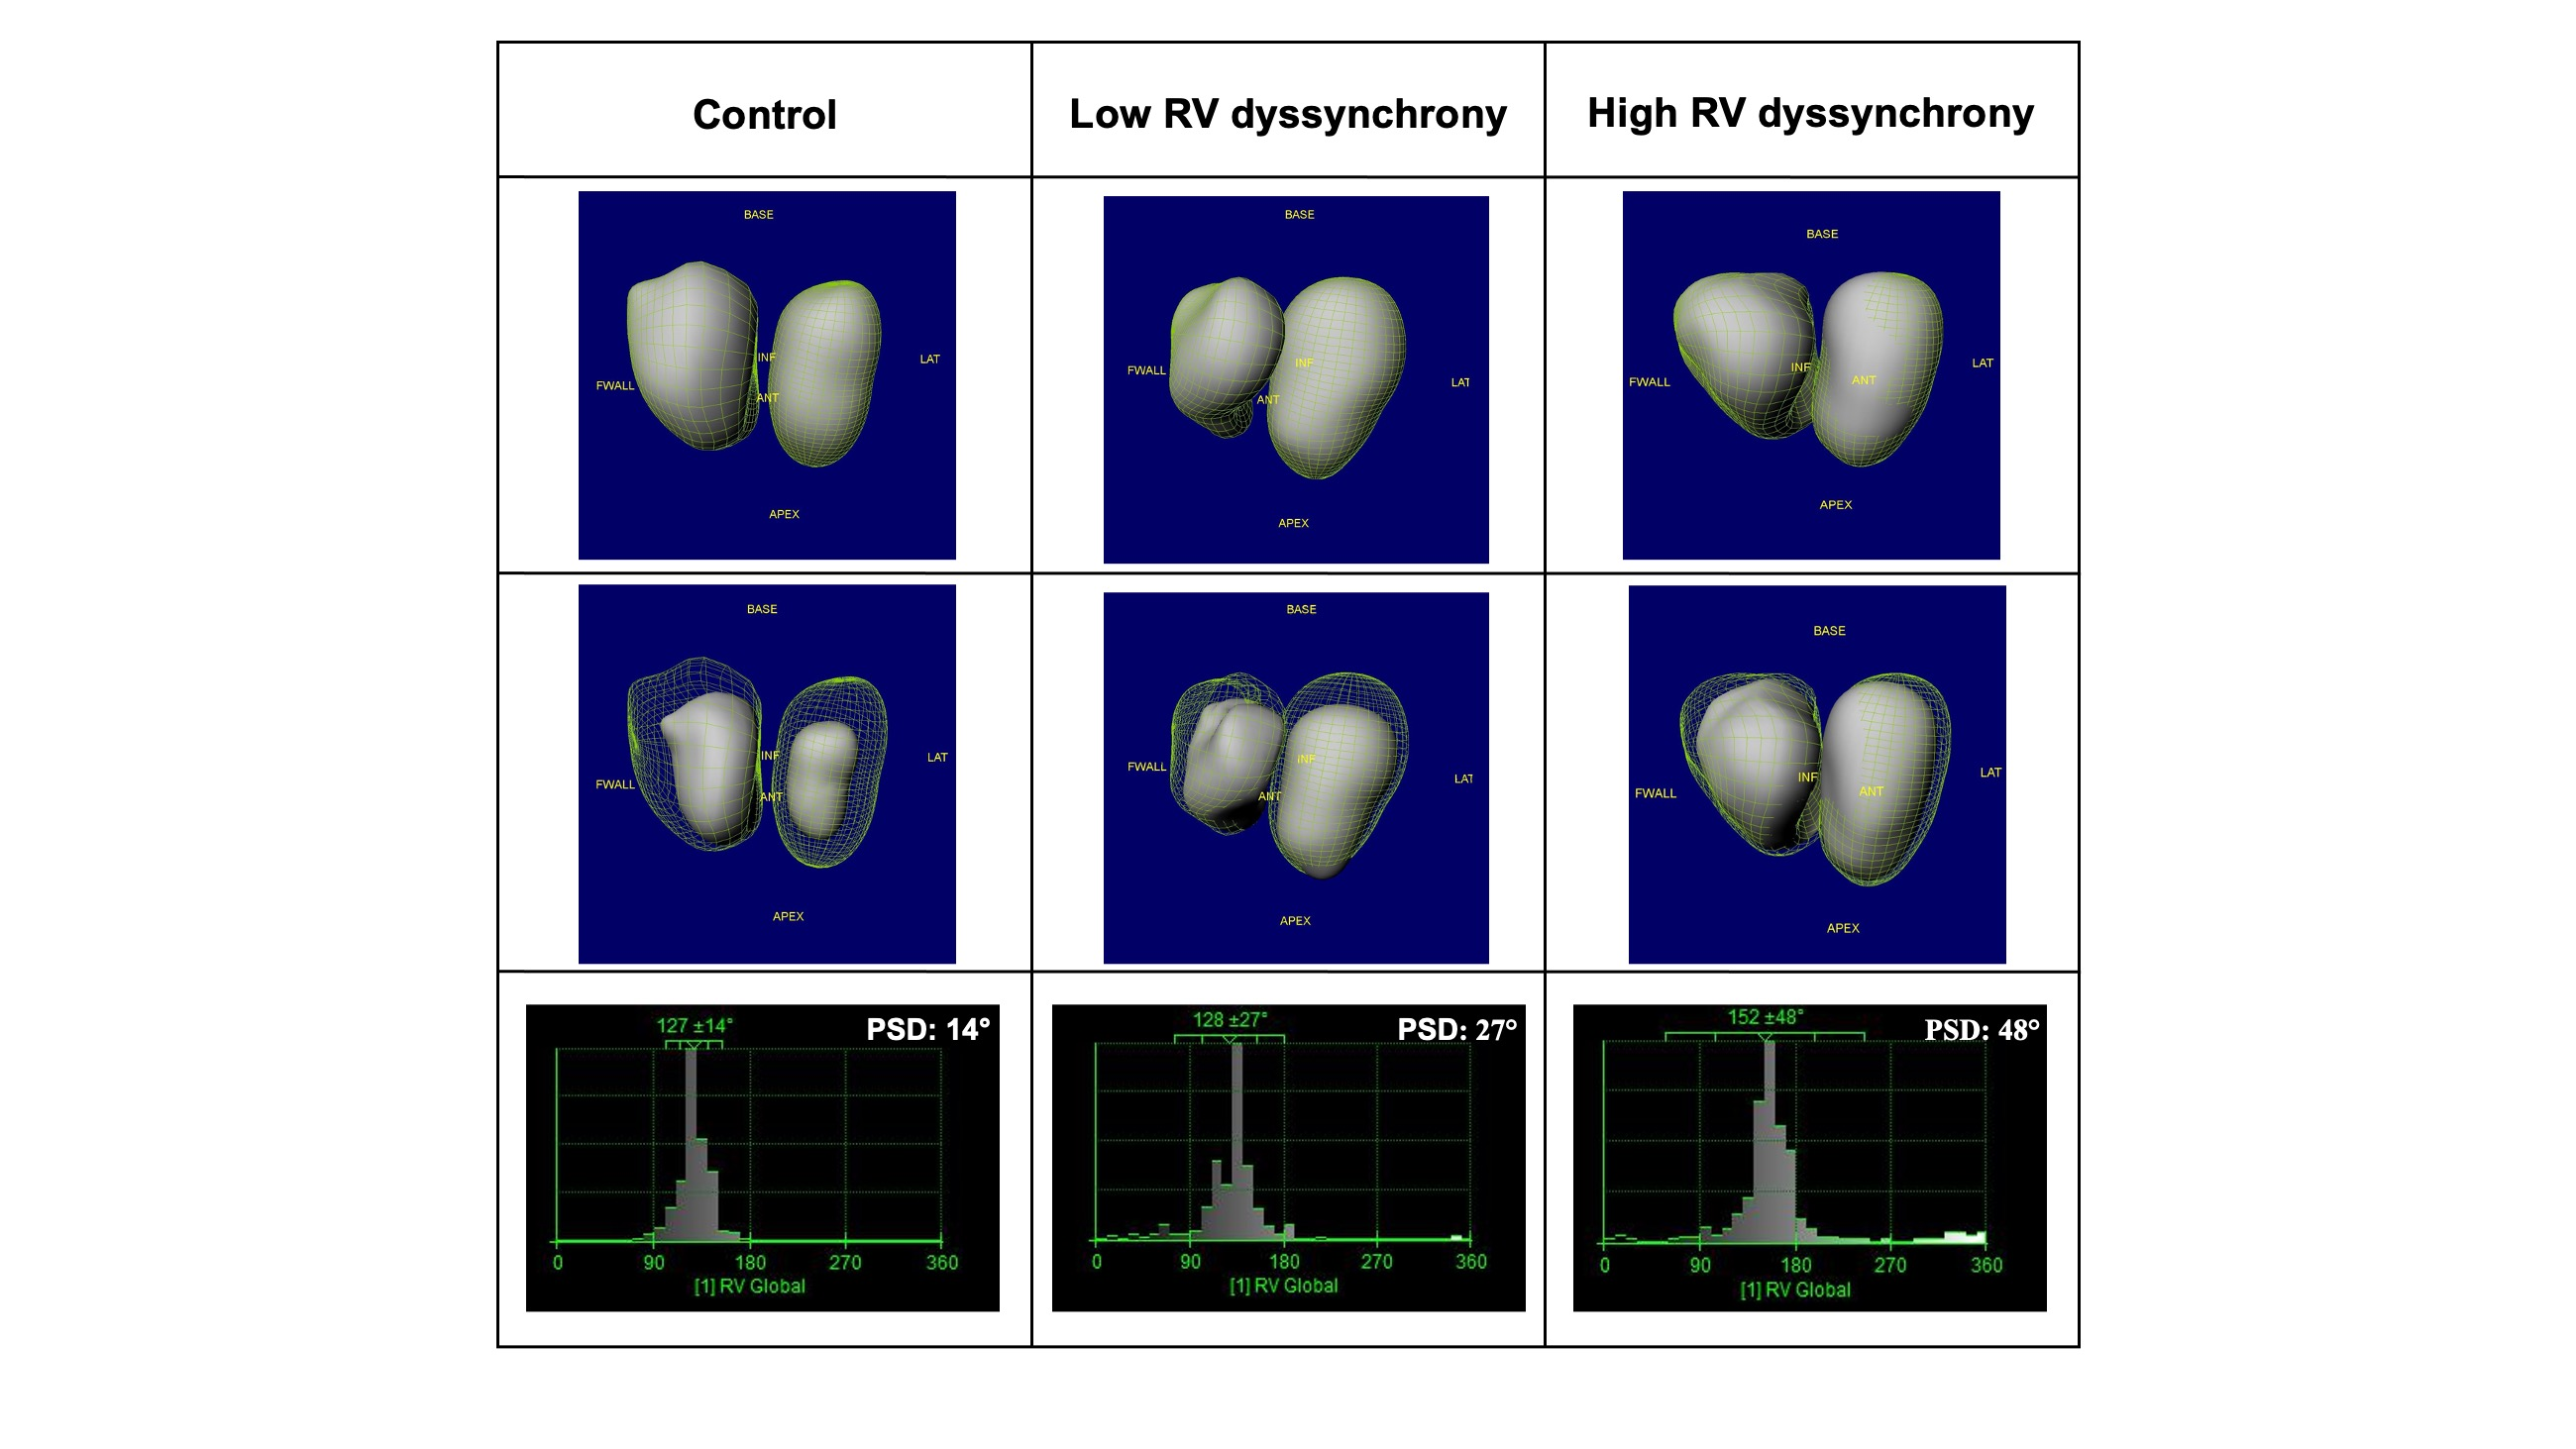 Control
Low RV dyssynchrony
High RV dyssynchrony
BASE
INF
LAT
FWALL
ANT
APEX
BASE
INF
FWALL
LAT
ANT
APEX
BASE
INF
LAT
FWALL
ANT
APEX
BASE
INF
LAT
FWALL
ANT
APEX
BASE
INF
FWALL
LAT
ANT
APEX
BASE
INF
LAT
FWALL
ANT
APEX
127 ±14°
PSD: 14°
0 90 180 270 360
[1] RV Global
128 ±27°
PSD: 27°
0 90 180 270 360
[1] RV Global
152 ±48°
PSD: 48°
0 90 180 270 360
[1] RV Global